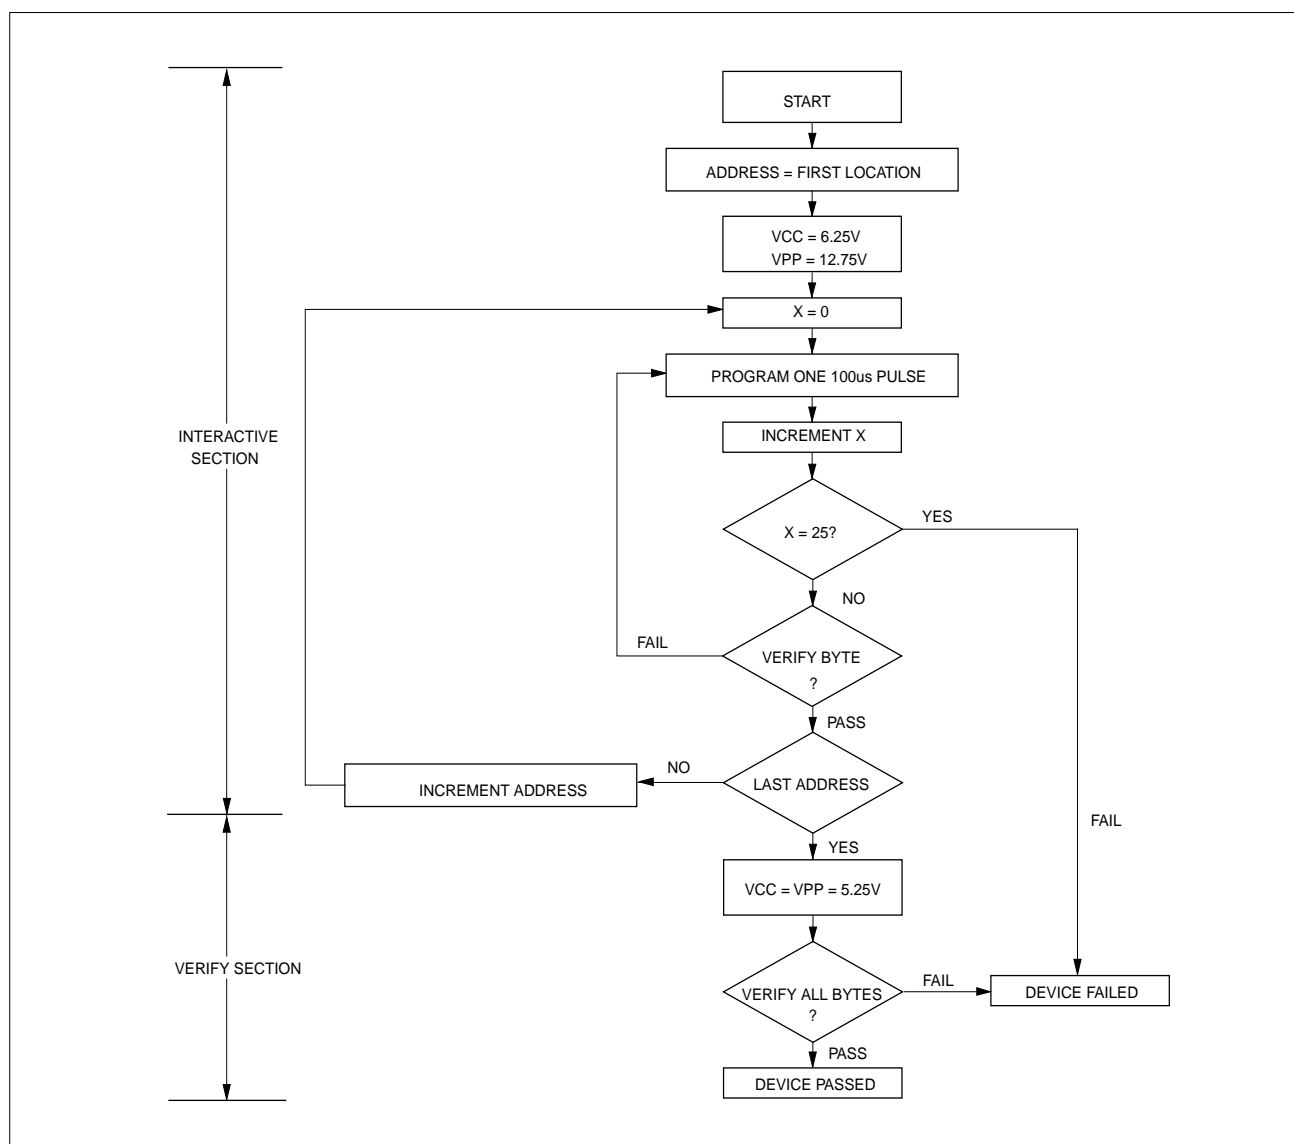 START
ADDRESS = FIRST LOCATION
VCC = 6.25V
VPP = 12.75V
X = 0
PROGRAM ONE 100us PULSE
INTERACTIVE
SECTION
INCREMENT X
X = 25?
YES
NO
FAIL
VERIFY BYTE
?
PASS
NO
LAST ADDRESS
INCREMENT ADDRESS
FAIL
YES
VCC = VPP = 5.25V
VERIFY SECTION
VERIFY ALL BYTES
?
FAIL
DEVICE FAILED
PASS
DEVICE PASSED